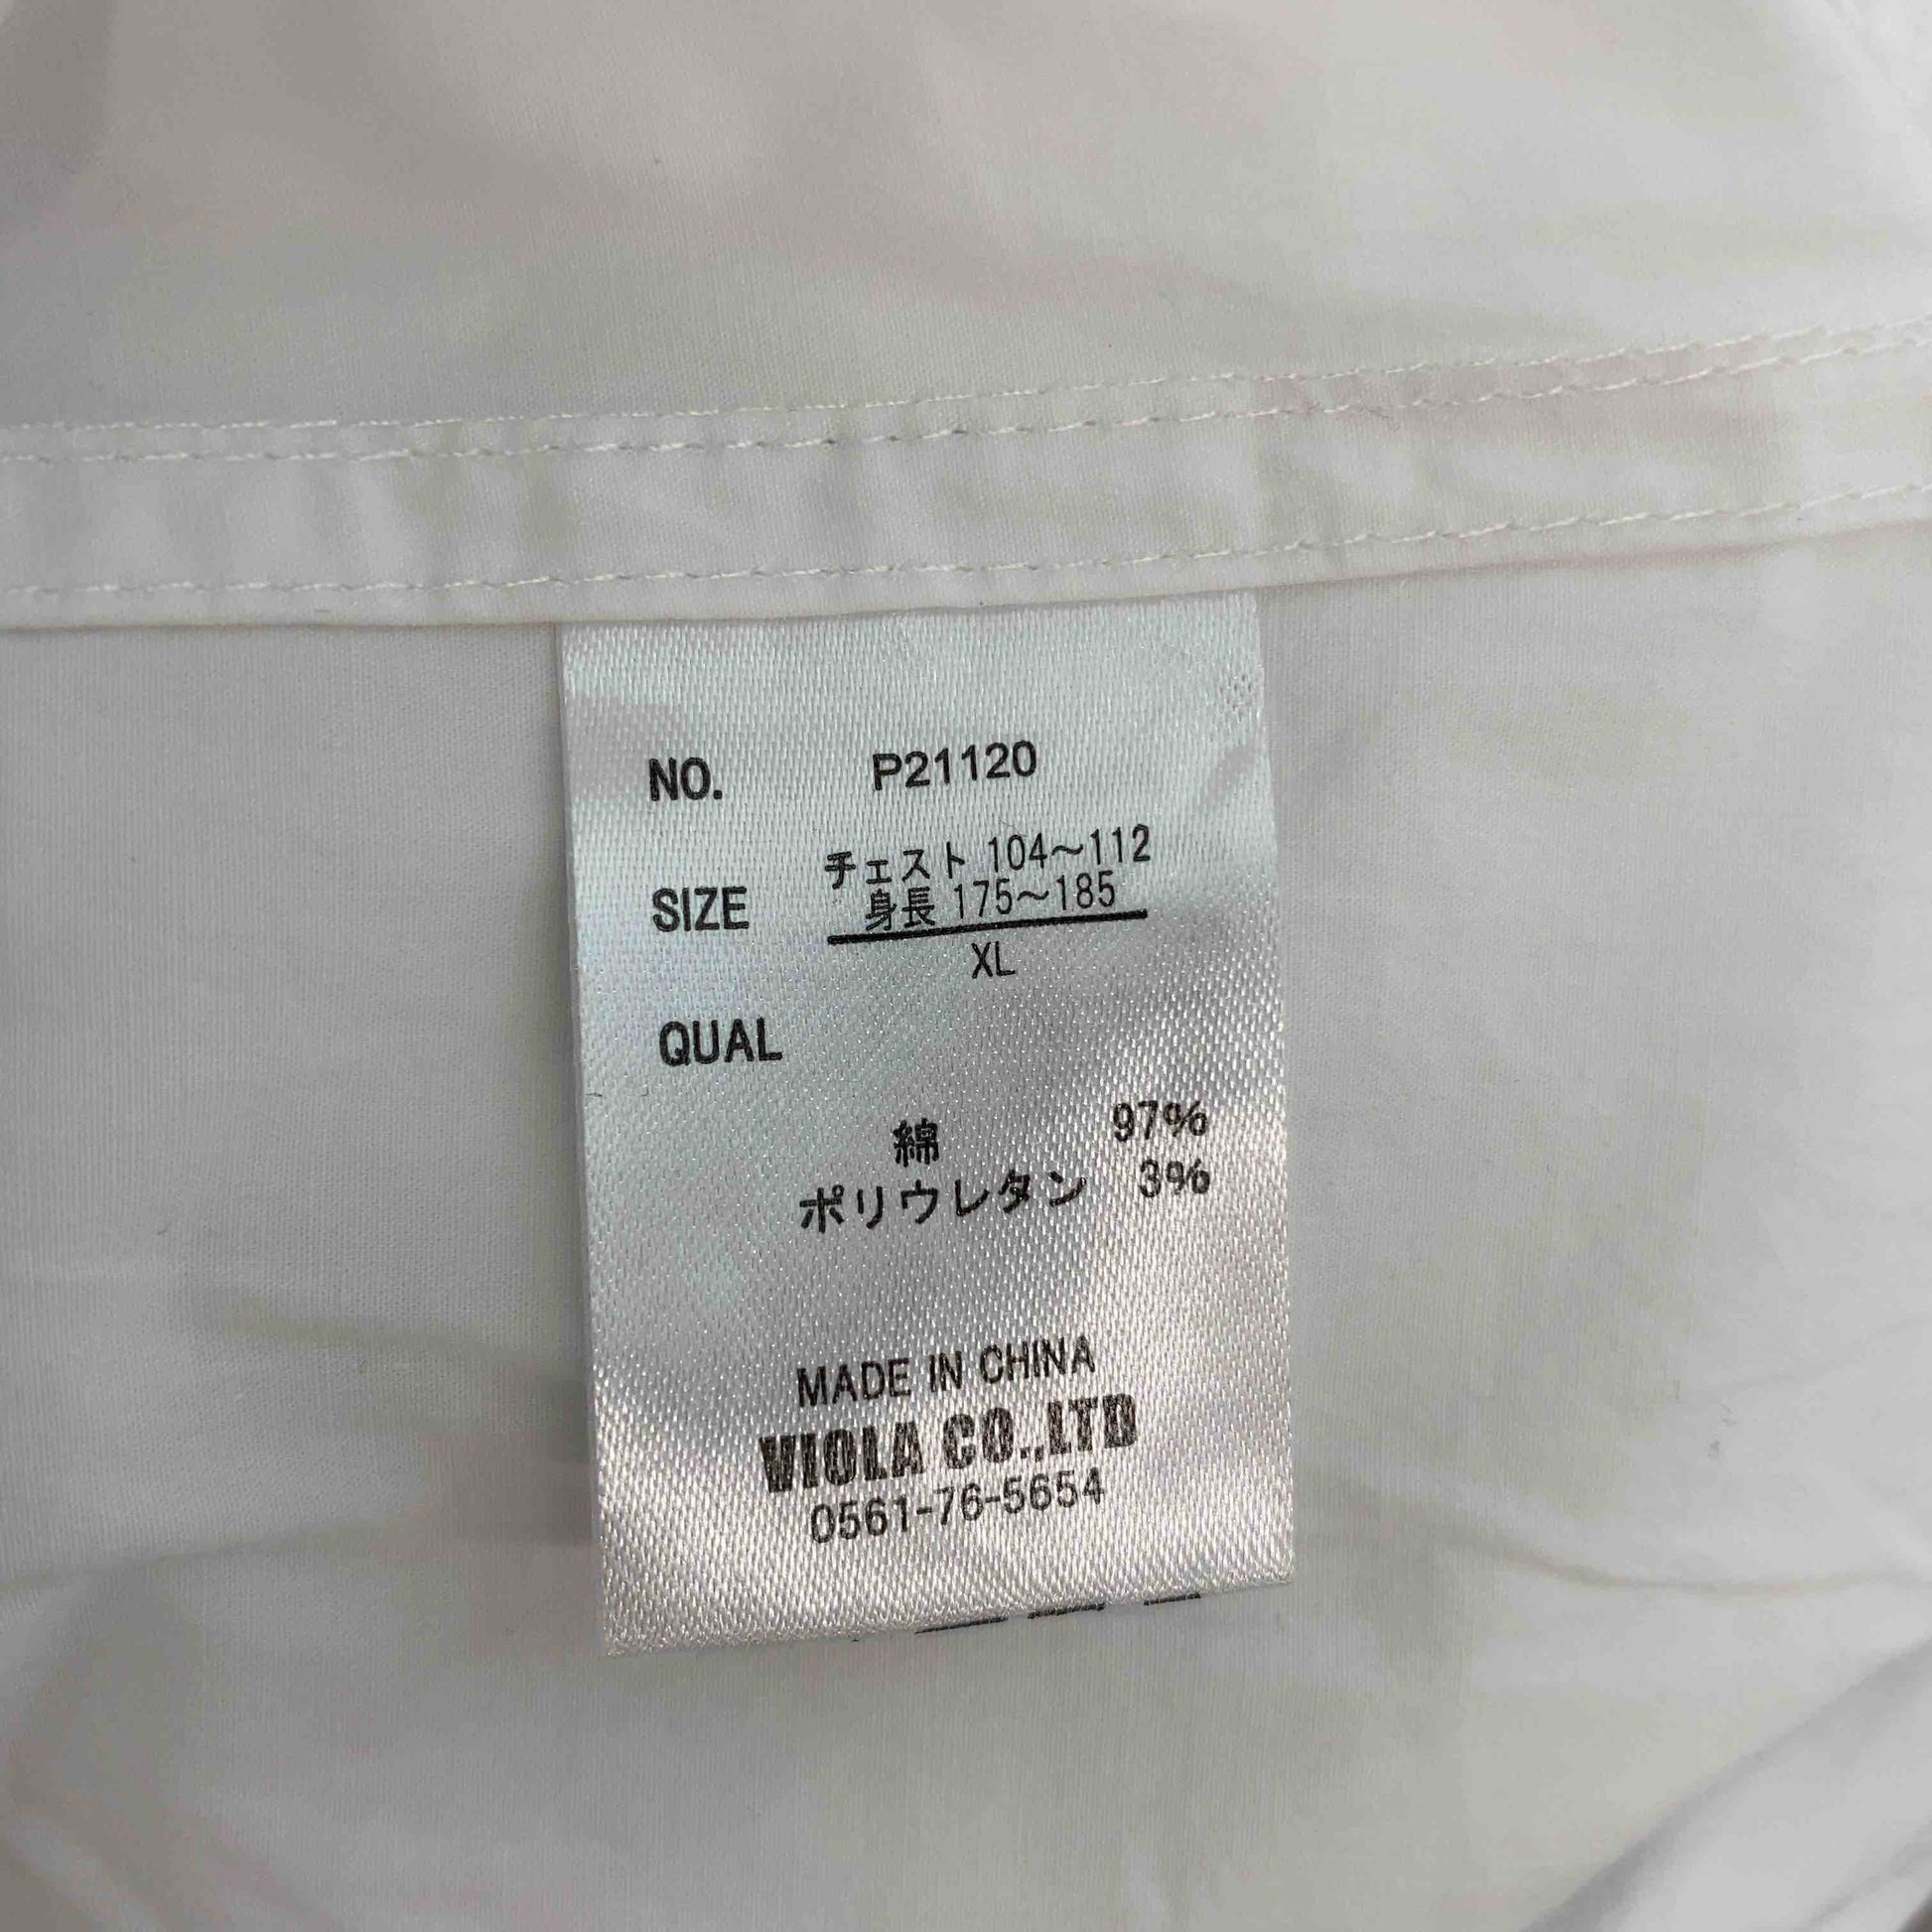 NO. P21120
チェスト 104～112
SIZE 身長 175～185
XL
QUAL
綿 97%
ポリウレタン 3%
MADE IN CHINA
VIOLA CO.,LTD
0561-76-5654